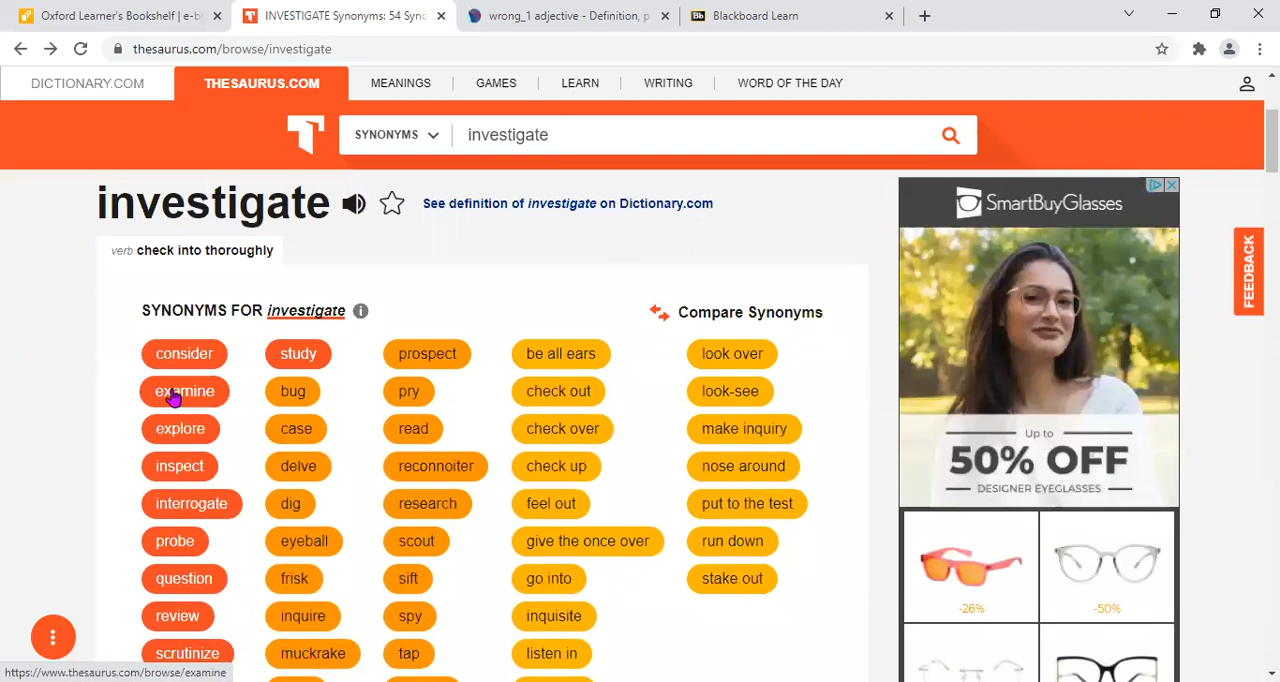 Oxford Learner's Bookshelf | e-b
INVESTIGATE Synonyms: 54 Syno
wrong_1 adjective - Definition, p
Bb Blackboard Learn
thesaurus.com/browse/investigate
DICTIONARY.COM THESAURUS.COM MEANINGS GAMES LEARN WRITING WORD OF THE DAY
SYNONYMS investigate
investigate See definition of investigate on Dictionary.com
SmartBuyGlasses
verb check into thoroughly
FEEDBACK
SYNONYMS FOR investigate Compare Synonyms
consider study prospect be all ears look over
examine bug pry check out look-see
explore case read check over make inquiry
inspect delve reconnoiter check up nose around
interrogate dig research feel out put to the test
probe eyeball scout give the once over run down
question frisk sift go into stake out
review inquire spy inquisite
scrutinize muckrake tap listen in
Up to
50% OFF
DESIGNER EYEGLASSES
-26% -50%
https://www.thesaurus.com/browse/examine